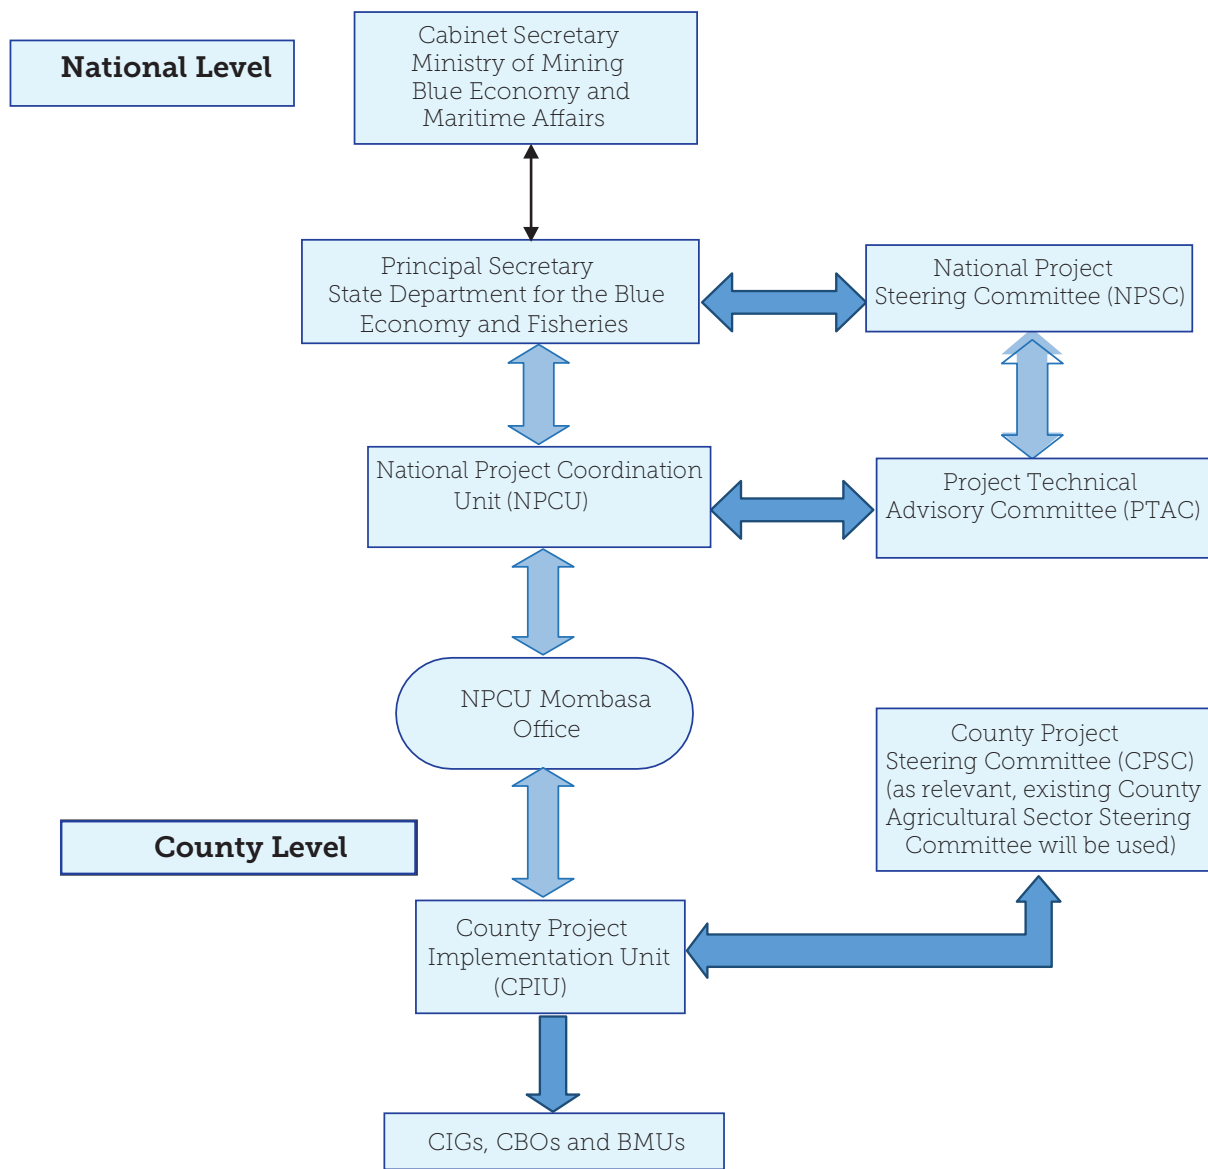 National Level
Cabinet Secretary
Ministry of Mining
Blue Economy and
Maritime Affairs
Principal Secretary
State Department for the Blue
Economy and Fisheries
National Project
Steering Committee (NPSC)
National Project Coordination
Unit (NPCU)
Project Technical
Advisory Committee (PTAC)
NPCU Mombasa
Office
County Project
Steering Committee (CPSC)
(as relevant, existing County
Agricultural Sector Steering
Committee will be used)
County Level
County Project
Implementation Unit
(CPIU)
CIGs, CBOs and BMUs